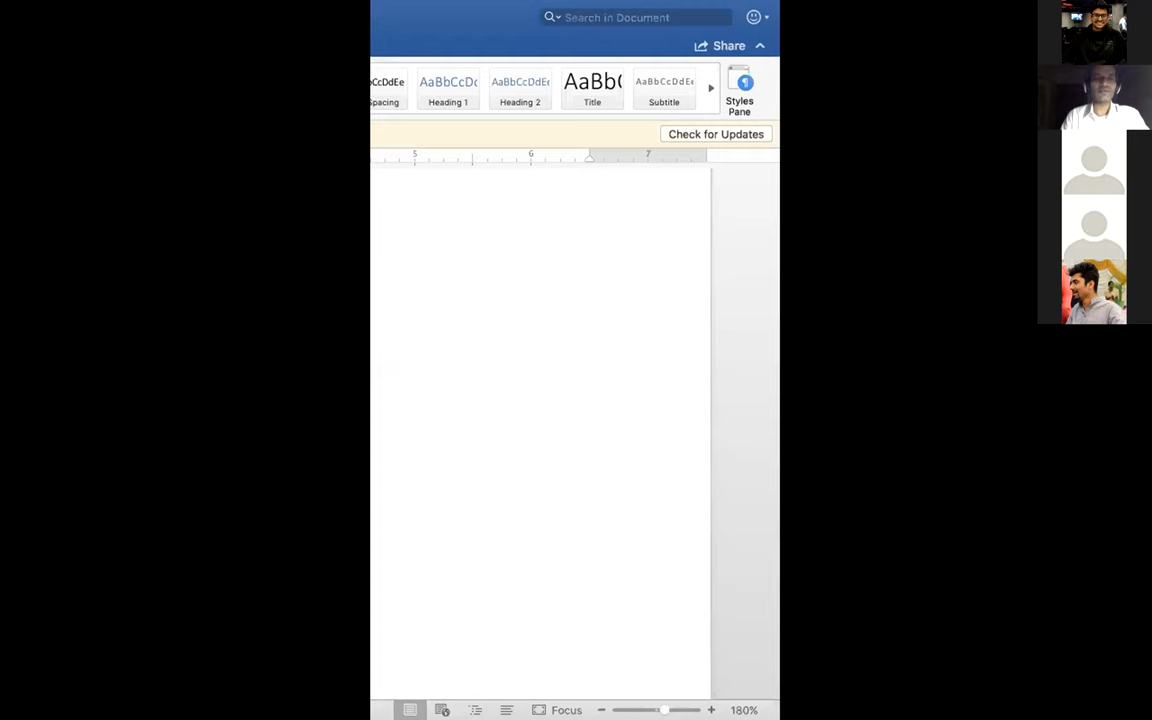 Search in Document
Share
AaBbCcDdEe AaBbCcDc AaBbCcDdEe AaBb( AaBbCcDdEe
Spacing Heading 1 Heading 2 Title Subtitle
Styles
Pane
Check for Updates
5 6 7
Focus 180%